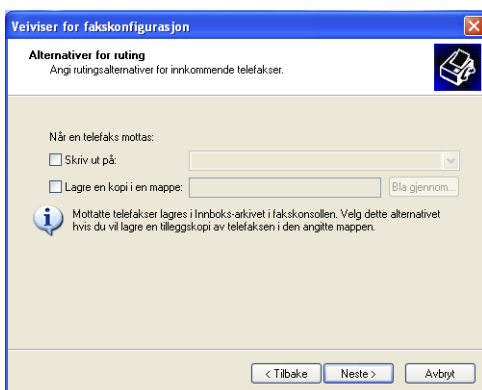 Veiviser for fakskonfigurasjon
Alternativer for ruting
Angi rutingsalternativer for innkommende telefakser.
Når en telefaks mottas:
Skriv ut på:
Lagre en kopi i en mappe:
Bla gjennom...
Mottatte telefakser lagres i Innboks-arkivet i fakskonsollen. Velg dette alternativet
hvis du vil lagre en tilleggskopi av telefaksen i den angitte mappen.
< Tilbake
Neste >
Avbryt